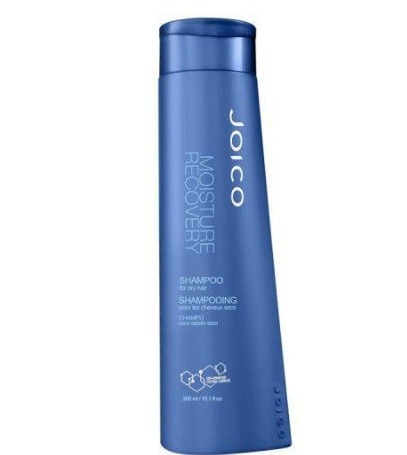 JOICO
MOISTURE
RECOVERY
SHAMPOO
for dry hair
SHAMPOOING
pour les cheveux secs
CHAMPÚ
para cabello seco
300 ml / 10.1 fl oz
joico